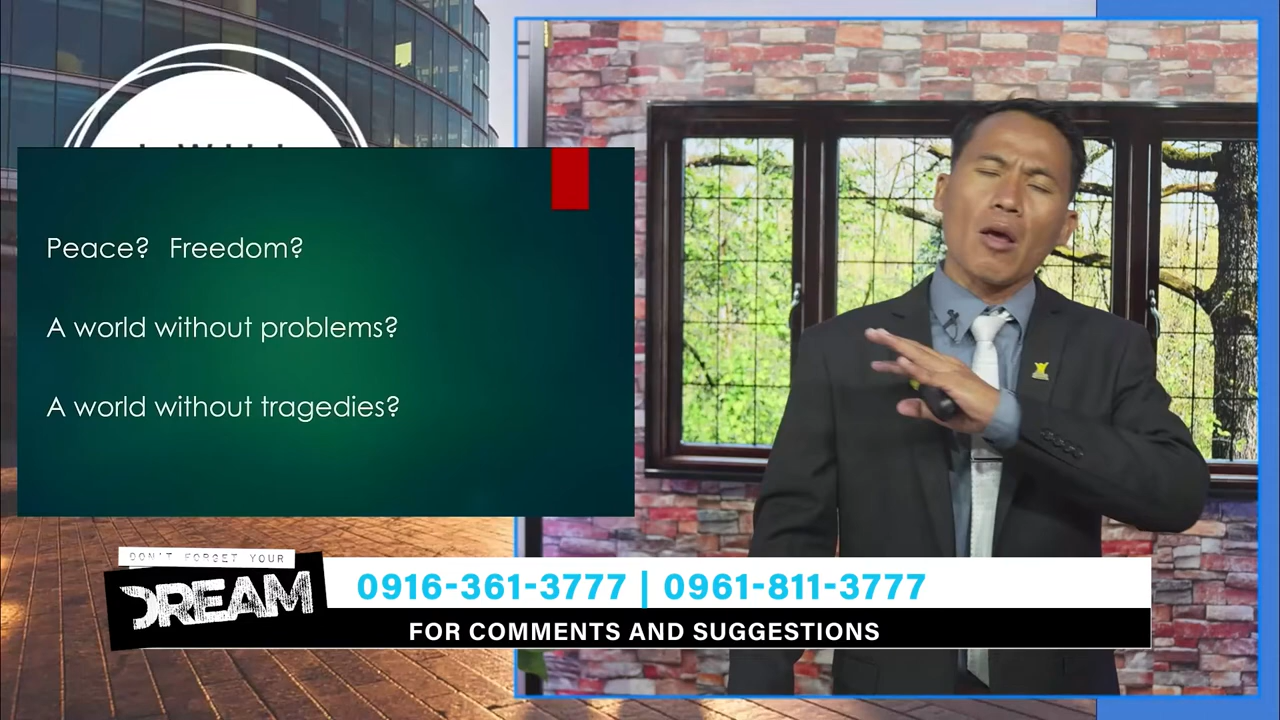 Peace? Freedom?
A world without problems?
A world without tragedies?
DON'T FORGET YOUR
DREAM
0916-361-3777 | 0961-811-3777
FOR COMMENTS AND SUGGESTIONS